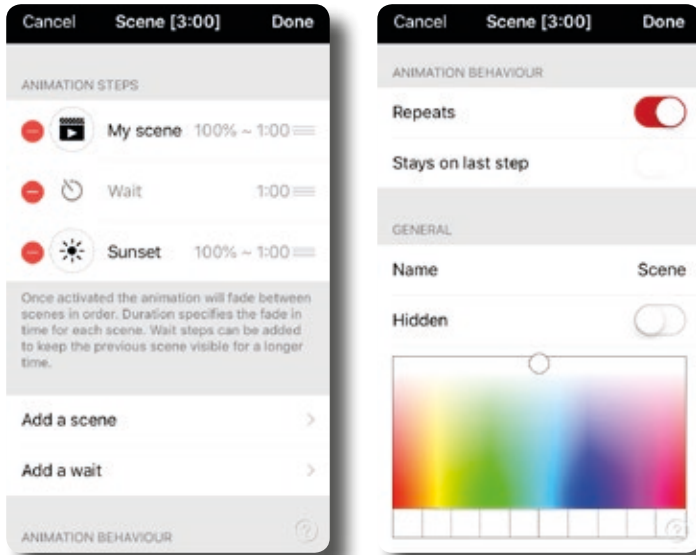 Cancel Scene [3:00] Done
ANIMATION STEPS
My scene 100% ~ 1:00
Wait 1:00
Sunset 100% ~ 1:00
Once activated the animation will fade between
scenes in order. Duration specifies the fade in
time for each scene. Wait steps can be added
to keep the previous scene visible for a longer
time.
Add a scene
Add a wait
ANIMATION BEHAVIOUR
?
Cancel Scene [3:00] Done
ANIMATION BEHAVIOUR
Repeats
Stays on last step
GENERAL
Name Scene
Hidden
?